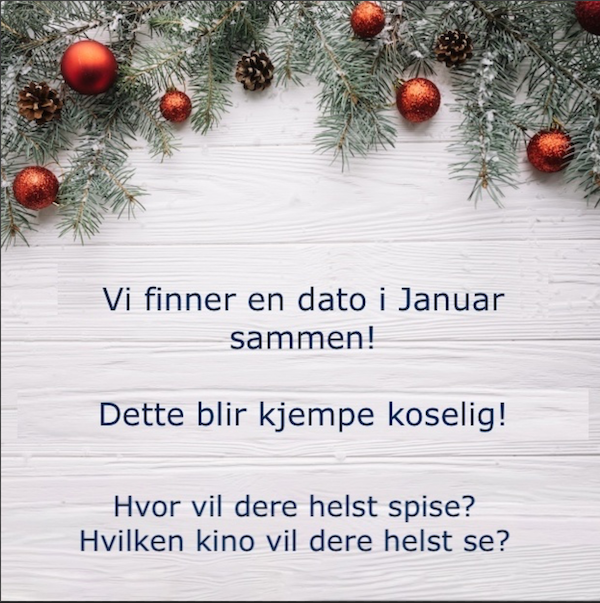 Vi finner en dato i Januar
sammen!
Dette blir kjempe koselig!
Hvor vil dere helst spise?
Hvilken kino vil dere helst se?